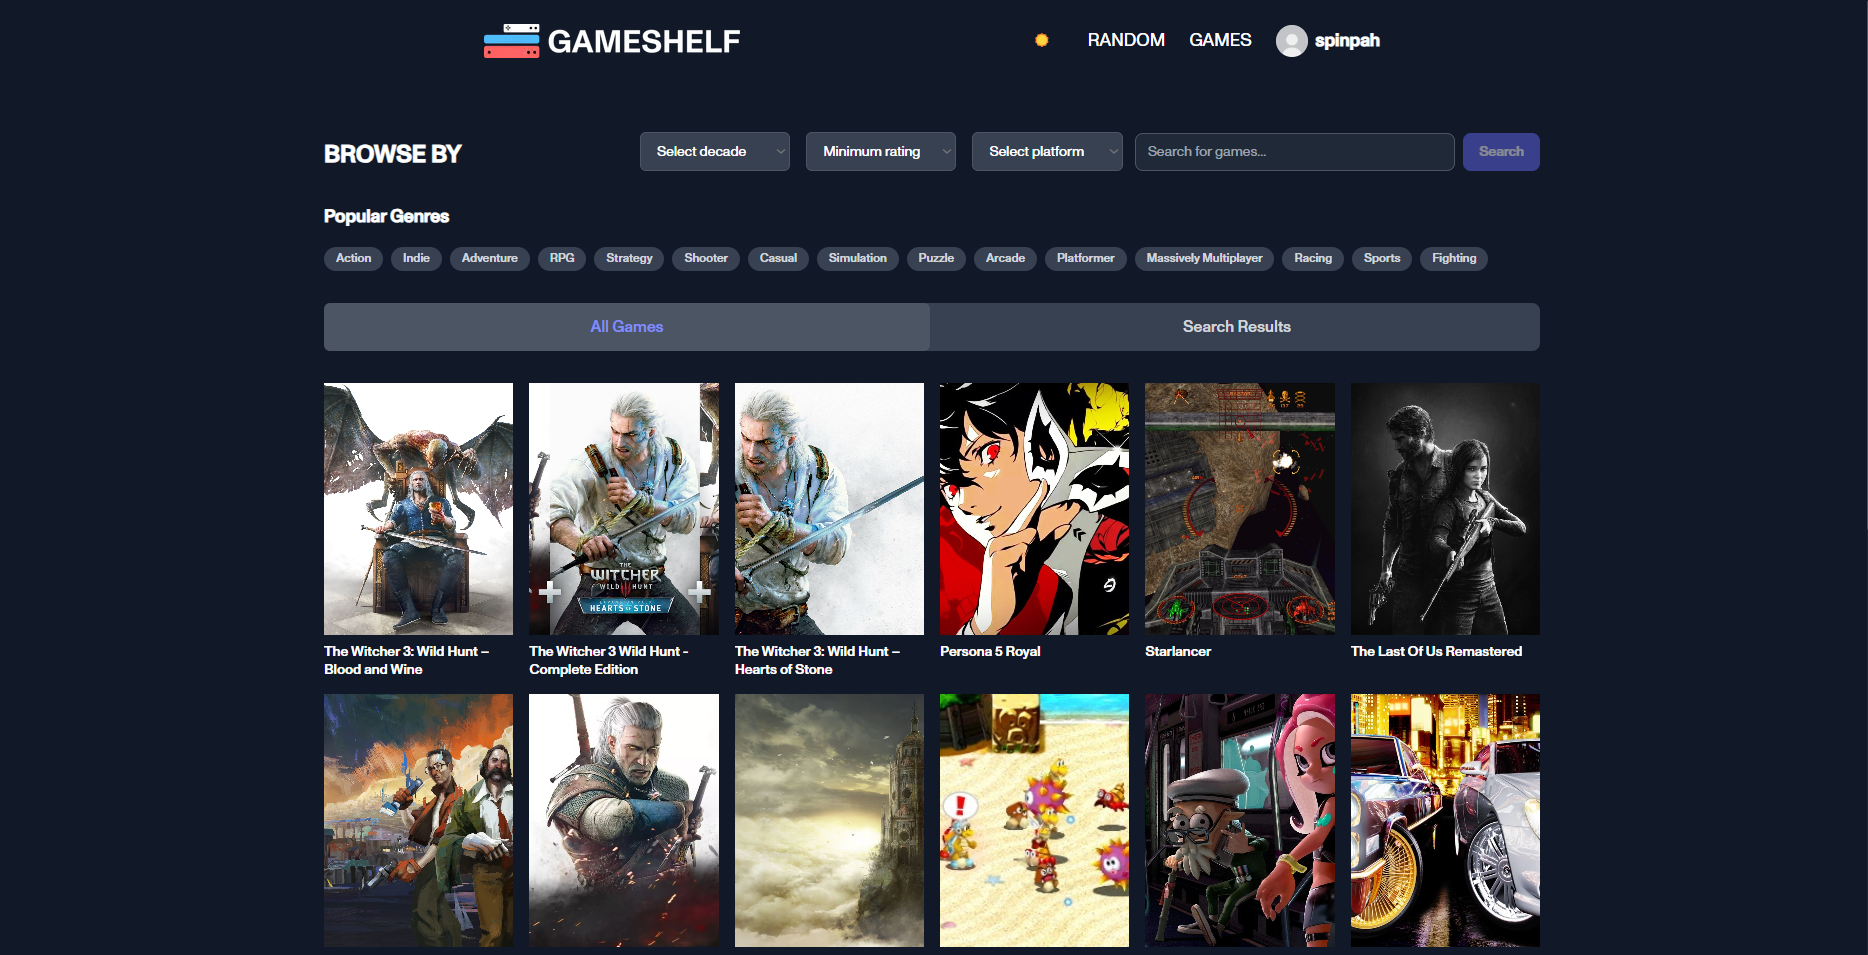 GAMESHELF
RANDOM
GAMES
spinpah
BROWSE BY
Select decade
Minimum rating
Select platform
Search for games...
Search
Popular Genres
Action
Indie
Adventure
RPG
Strategy
Shooter
Casual
Simulation
Puzzle
Arcade
Platformer
Massively Multiplayer
Racing
Sports
Fighting
All Games
Search Results
THE
WITCHER
WILD HUNT
HEARTS OF STONE
The Witcher 3: Wild Hunt –
Blood and Wine
The Witcher 3 Wild Hunt -
Complete Edition
The Witcher 3: Wild Hunt –
Hearts of Stone
Persona 5 Royal
Starlancer
The Last Of Us Remastered